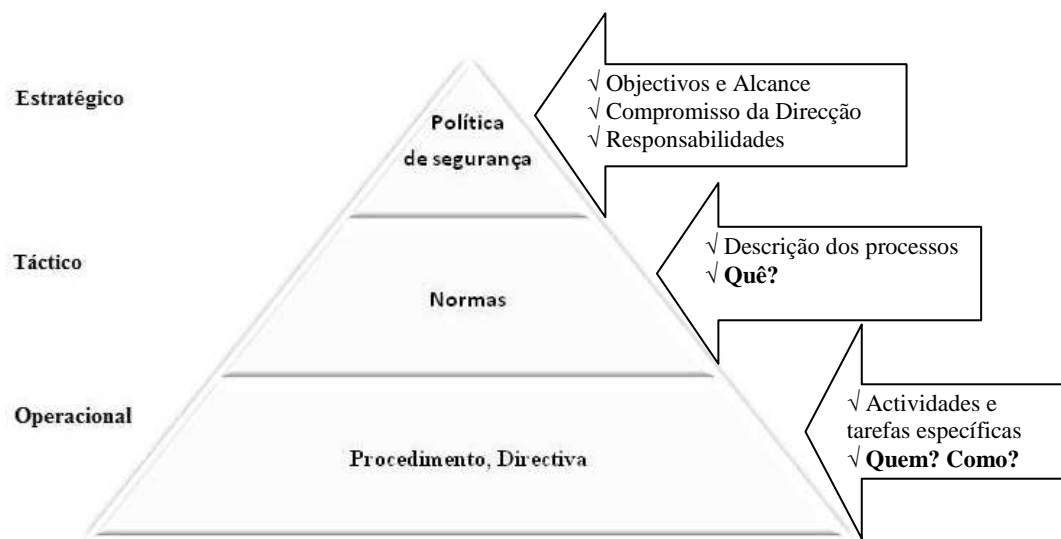 Estratégico
Política
de segurança
√ Objectivos e Alcance
√ Compromisso da Direcção
√ Responsabilidades
Táctico
Normas
√ Descrição dos processos
√ Quê?
Operacional
Procedimento, Directiva
√ Actividades e
tarefas específicas
√ Quem? Como?